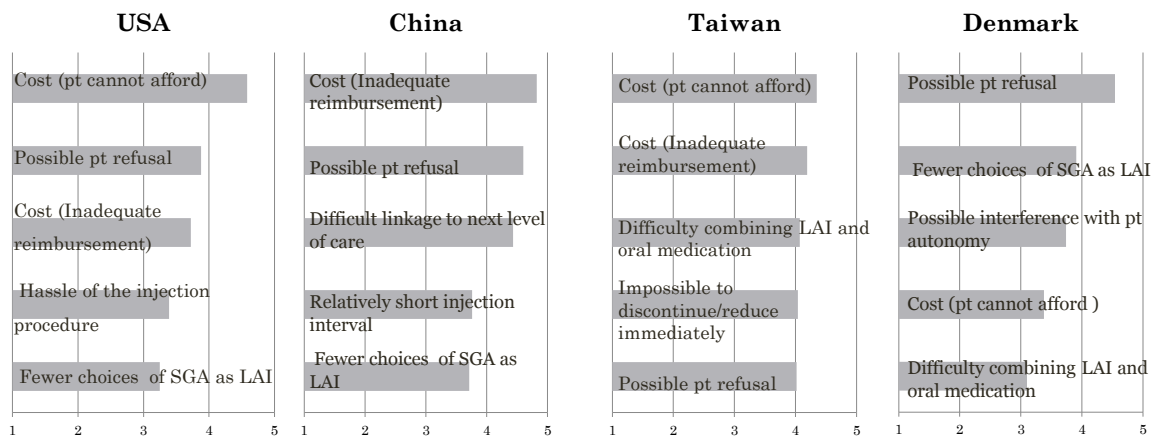 USA
Cost (pt cannot afford)
Possible pt refusal
Cost (Inadequate
reimbursement)
Hassle of the injection
procedure
Fewer choices of SGA as LAI
1 2 3 4 5
China
Cost (Inadequate
reimbursement)
Possible pt refusal
Difficult linkage to next level
of care
Relatively short injection
interval
Fewer choices of SGA as
LAI
1 2 3 4 5
Taiwan
Cost (pt cannot afford)
Cost (Inadequate
reimbursement)
Difficulty combining LAI and
oral medication
Impossible to
discontinue/reduce
immediately
Possible pt refusal
1 2 3 4 5
Denmark
Possible pt refusal
Fewer choices of SGA as LAI
Possible interference with pt
autonomy
Cost (pt cannot afford )
Difficulty combining LAI and
oral medication
1 2 3 4 5